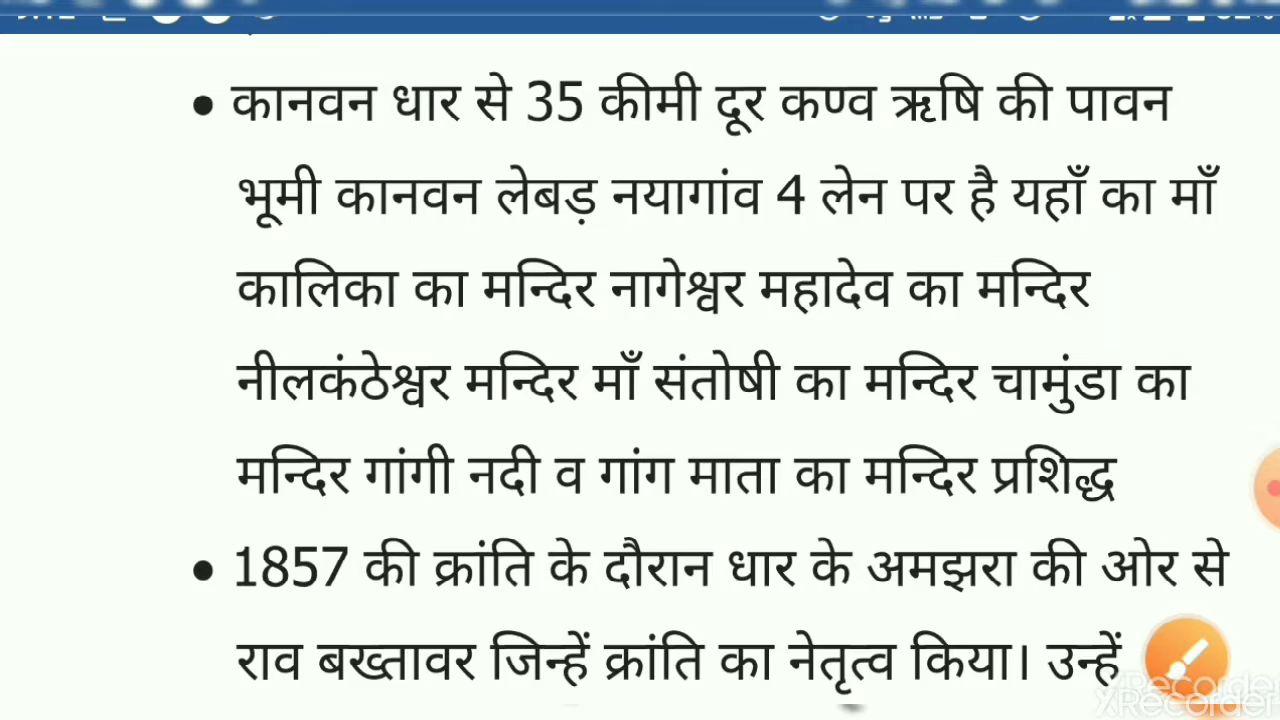 • कानवन धार से 35 कीमी दूर कण्व ऋषि की पावन
भूमी कानवन लेबड़ नयागांव 4 लेन पर है यहाँ का माँ
कालिका का मन्दिर नागेश्वर महादेव का मन्दिर
नीलकंठेश्वर मन्दिर माँ संतोषी का मन्दिर चामुंडा का
मन्दिर गांगी नदी व गांग माता का मन्दिर प्रशिद्ध
• 1857 की क्रांति के दौरान धार के अमझरा की ओर से
राव बख्तावर जिन्हें क्रांति का नेतृत्व किया। उन्हें
XRecorder